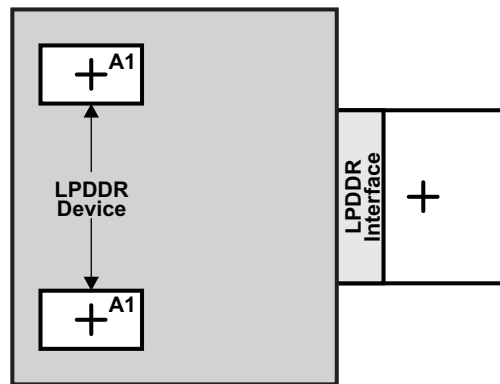 A1
LPDDR
Device
LPDDR
Interface
A1